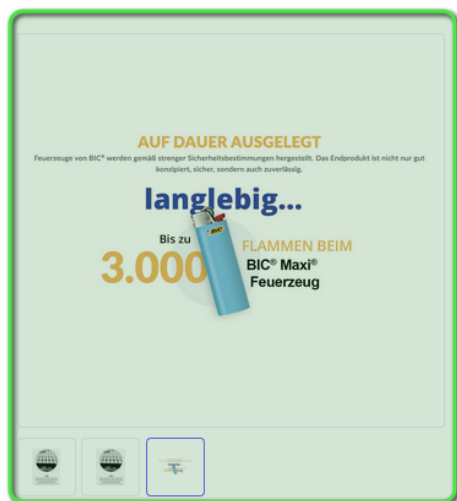 AUF DAUER AUSGELEGT
Feuerzeuge von BIC® werden gemäß strenger Sicherheitsbestimmungen hergestellt. Das Endprodukt ist nicht nur gut
konzipiert, sicher, sondern auch zuverlässig.
langlebig...
Bis zu
3.000
FLAMMEN BEIM
BIC® Maxi®
Feuerzeug
BIC